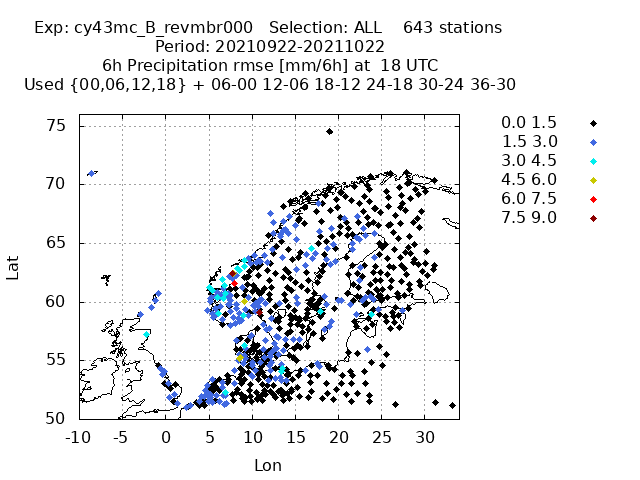 Exp: cy43mc_B_revmbr000 Selection: ALL 643 stations
Period: 20210922-20211022
6h Precipitation rmse [mm/6h] at 18 UTC
Used {00,06,12,18} + 06-00 12-06 18-12 24-18 30-24 36-30
0.0 1.5
1.5 3.0
3.0 4.5
4.5 6.0
6.0 7.5
7.5 9.0
75
70
65
60
55
50
Lat
-10 -5 0 5 10 15 20 25 30
Lon